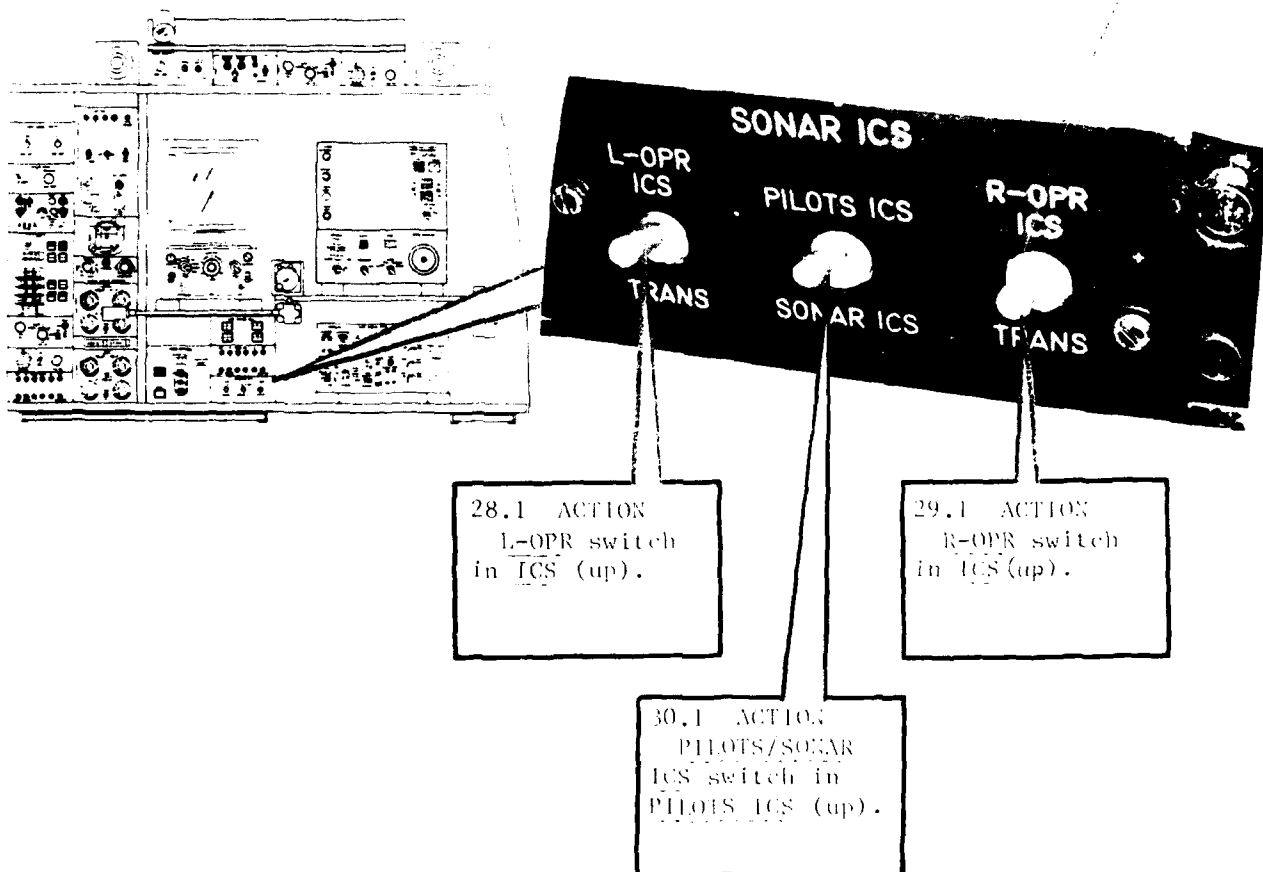 SONAR ICS
L-OPR
ICS
TRANS
PILOTS ICS
SONAR ICS
R-OPR
ICS
TRANS
28.1 ACTION
L-OPR switch
in ICS (up).
29.1 ACTION
R-OPR switch
in ICS (up).
30.1 ACTION
PILOTS/SONAR
ICS switch in
PILOTS ICS (up).